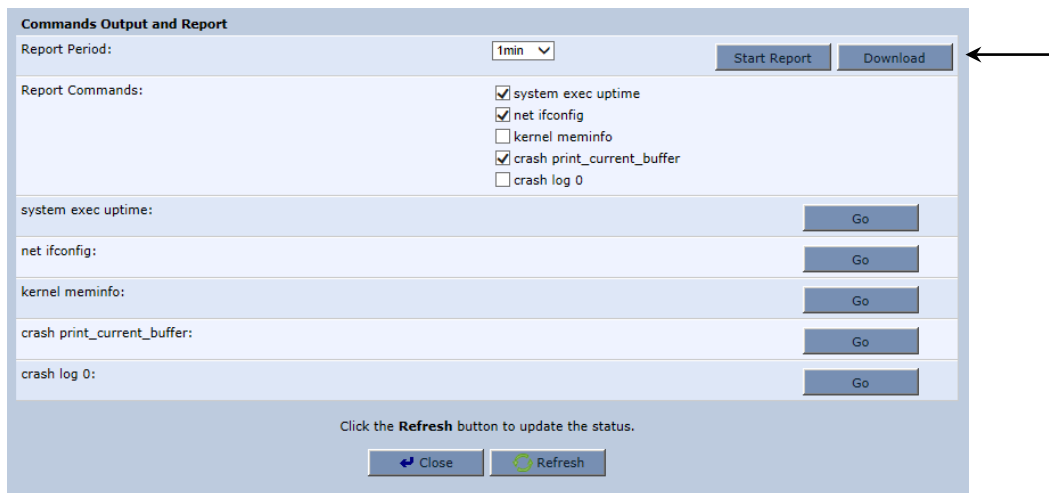 Commands Output and Report
Report Period: 1min Start Report Download
Report Commands: system exec uptime
net ifconfig
kernel meminfo
crash print_current_buffer
crash log 0
system exec uptime: Go
net ifconfig: Go
kernel meminfo: Go
crash print_current_buffer: Go
crash log 0: Go
Click the Refresh button to update the status.
Close Refresh